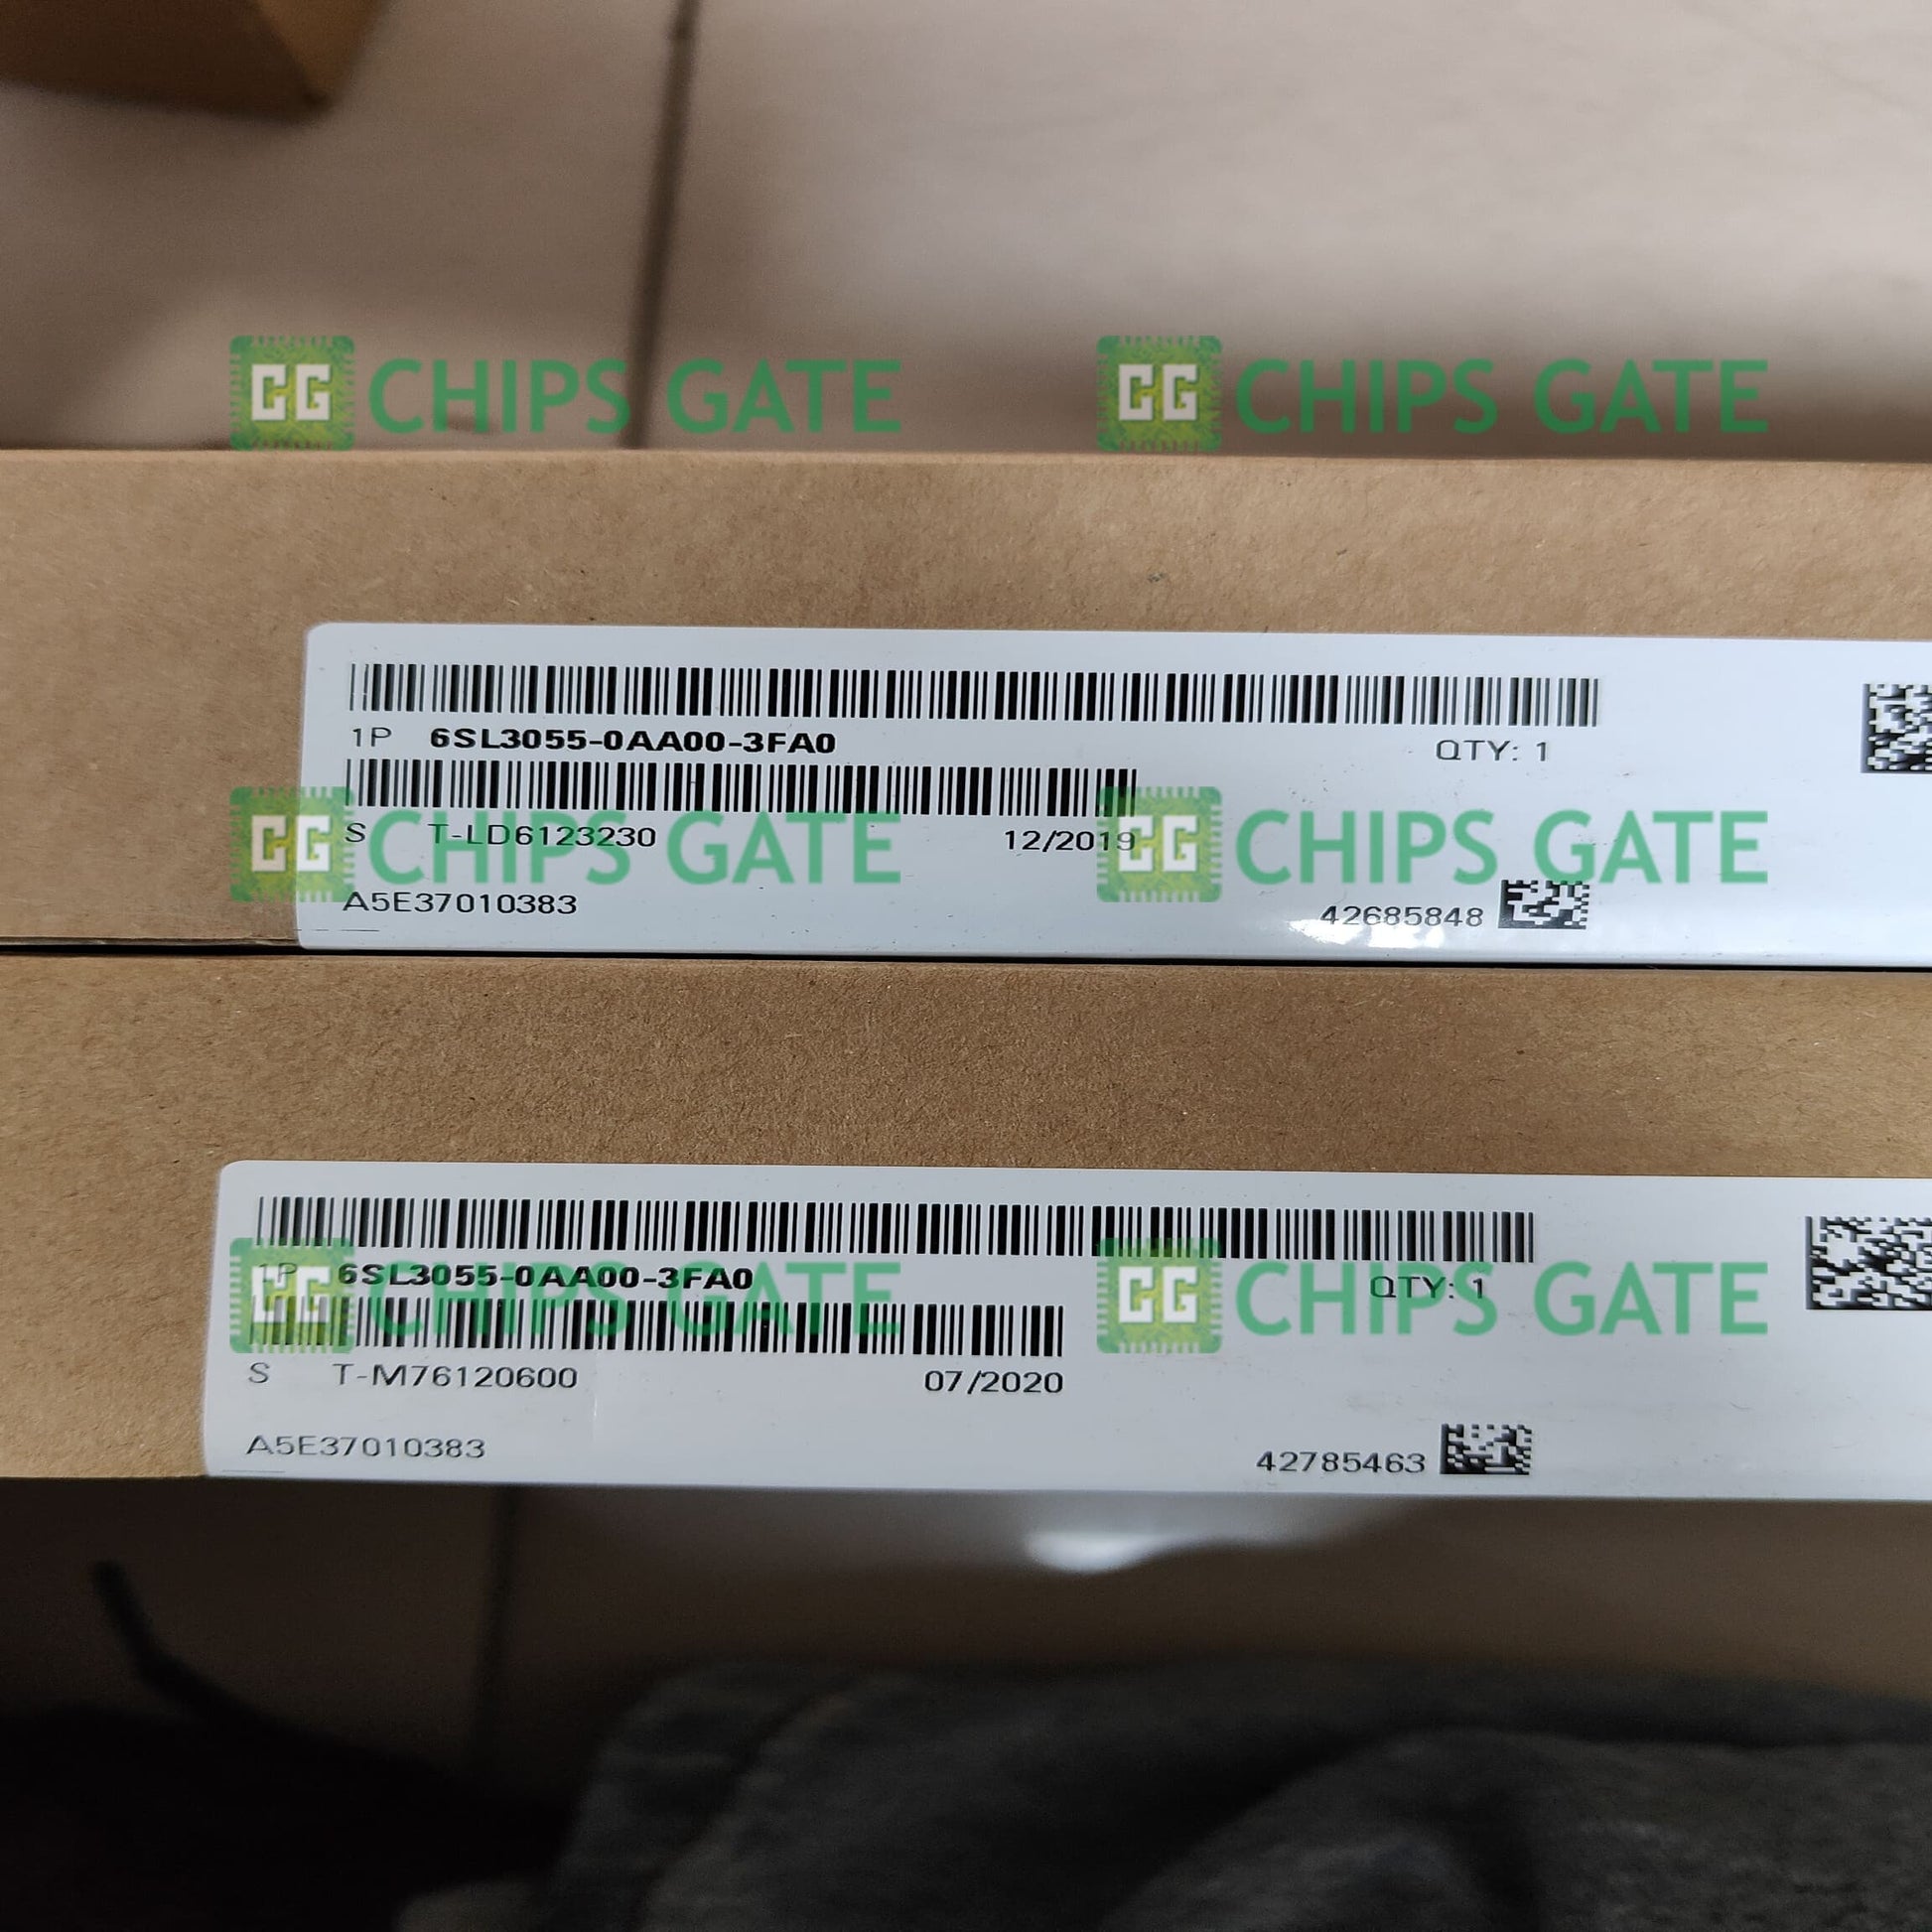 CG CHIPS GATE CG CHIPS GATE
1P 6SL3055-0AA00-3FA0 QTY: 1
S T-LD6123230 12/2019
CG CHIPS GATE CG CHIPS GATE
A5E37010383 42685848
1P 6SL3055-0AA00-3FA0 QTY: 1
CG CHIPS GATE CG CHIPS GATE
S T-M76120600 07/2020
A5E37010383 42785463